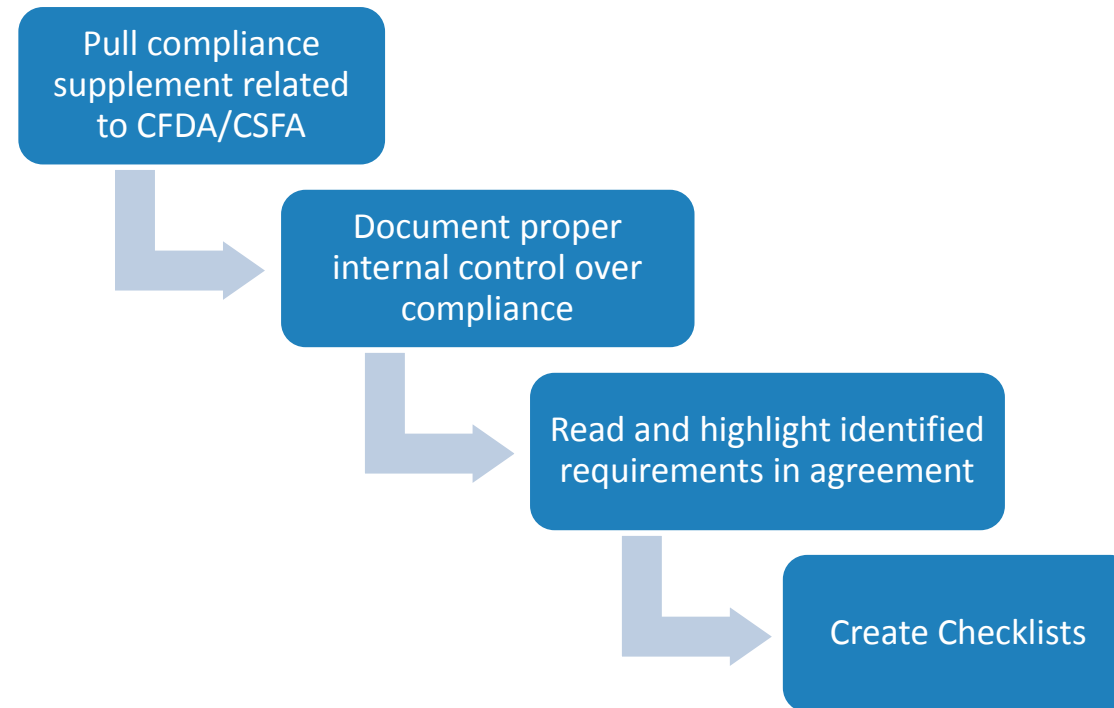 Pull compliance
supplement related
to CFDA/CSFA
Document proper
internal control over
compliance
Read and highlight identified
requirements in agreement
Create Checklists